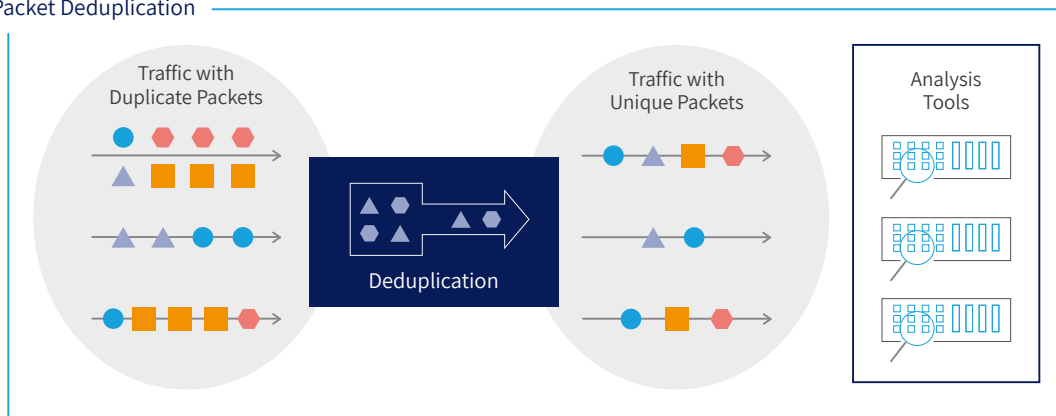 Packet Deduplication
Traffic with
Duplicate Packets
Traffic with
Unique Packets
Analysis
Tools
Deduplication